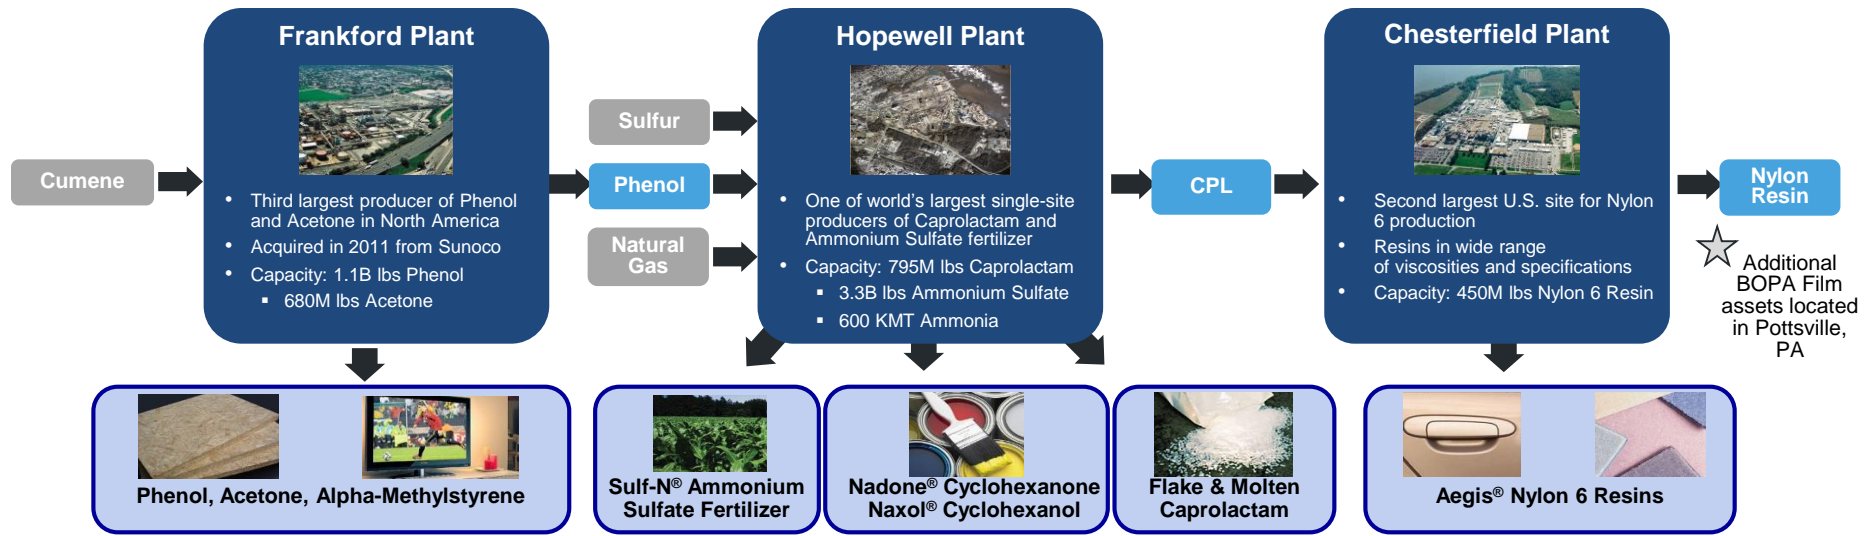 Frankford Plant
Hopewell Plant
Chesterfield Plant
Cumene
• Third largest producer of Phenol
and Acetone in North America
• Acquired in 2011 from Sunoco
• Capacity: 1.1B lbs Phenol
▪ 680M lbs Acetone
Sulfur
Phenol
Natural
Gas
• One of world's largest single-site
producers of Caprolactam and
Ammonium Sulfate fertilizer
• Capacity: 795M lbs Caprolactam
▪ 3.3B lbs Ammonium Sulfate
▪ 600 KMT Ammonia
CPL
• Second largest U.S. site for Nylon
6 production
• Resins in wide range
of viscosities and specifications
• Capacity: 450M lbs Nylon 6 Resin
Nylon
Resin
Additional
BOPA Film
assets located
in Pottsville,
PA
Phenol, Acetone, Alpha-Methylstyrene
Sulf-N® Ammonium
Sulfate Fertilizer
Nadone® Cyclohexanone
Naxol® Cyclohexanol
Flake & Molten
Caprolactam
Aegis® Nylon 6 Resins